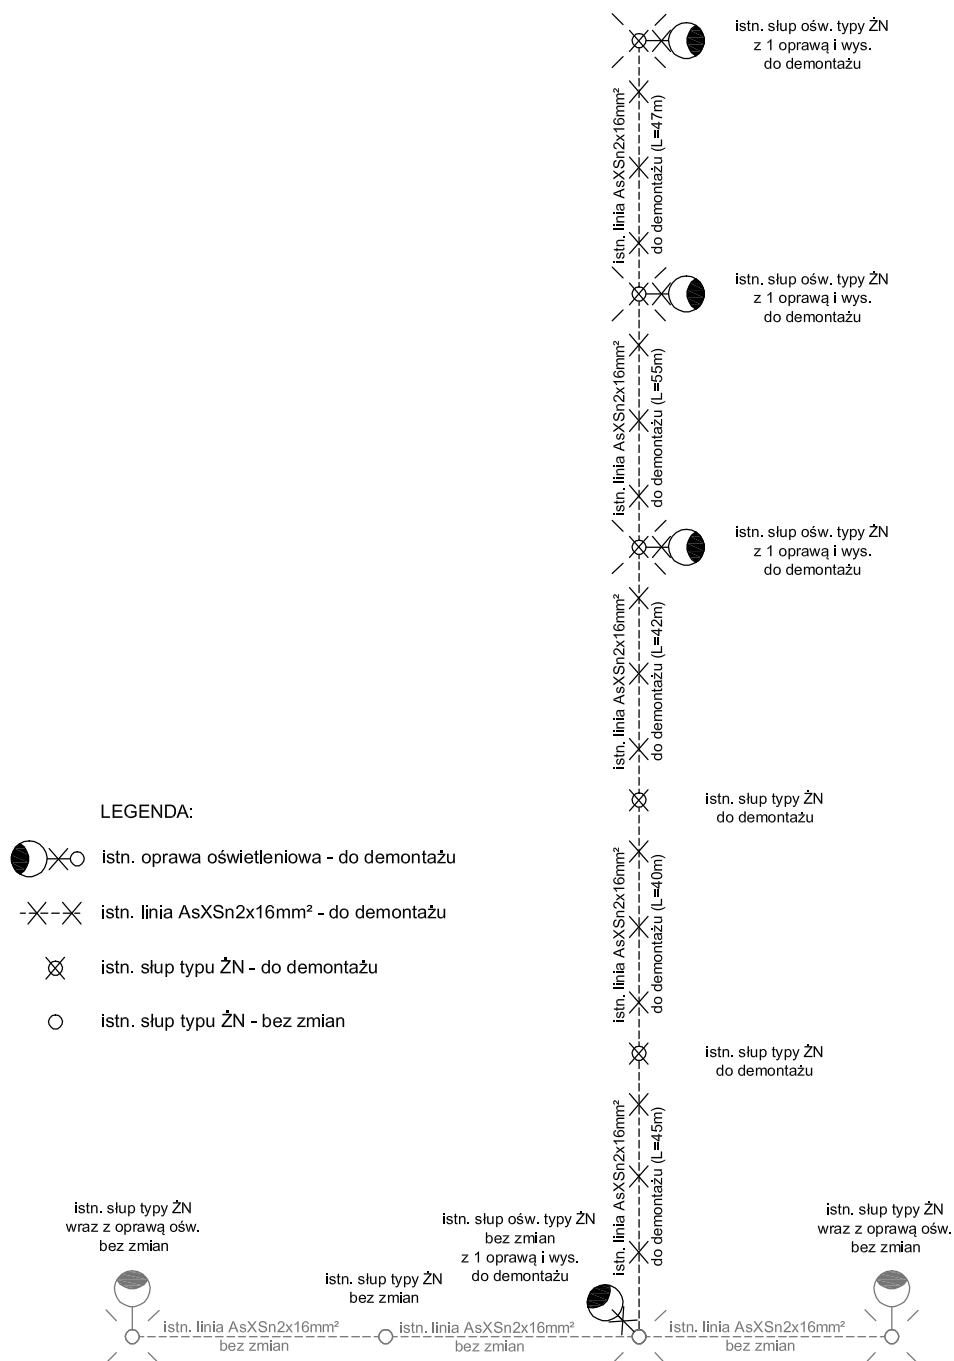 istn. słup ośw. typy ŻN
z 1 oprawą i wys.
do demontażu
istn. linia AsXSn2x16mm²
do demontażu (L=47m)
istn. słup ośw. typy ŻN
z 1 oprawą i wys.
do demontażu
istn. linia AsXSn2x16mm²
do demontażu (L=55m)
istn. słup ośw. typy ŻN
z 1 oprawą i wys.
do demontażu
istn. linia AsXSn2x16mm²
do demontażu (L=42m)
istn. słup typy ŻN
do demontażu
LEGENDA:
istn. oprawa oświetleniowa - do demontażu
istn. linia AsXSn2x16mm² - do demontażu
istn. słup typu ŻN - do demontażu
istn. słup typu ŻN - bez zmian
istn. linia AsXSn2x16mm²
do demontażu (L=40m)
istn. słup typy ŻN
do demontażu
istn. linia AsXSn2x16mm²
do demontażu (L=45m)
istn. słup typy ŻN
wraz z oprawą ośw.
bez zmian
istn. słup typy ŻN
bez zmian
istn. słup ośw. typy ŻN
bez zmian
z 1 oprawą i wys.
do demontażu
istn. słup typy ŻN
wraz z oprawą ośw.
bez zmian
istn. linia AsXSn2x16mm²
bez zmian
istn. linia AsXSn2x16mm²
bez zmian
istn. linia AsXSn2x16mm²
bez zmian